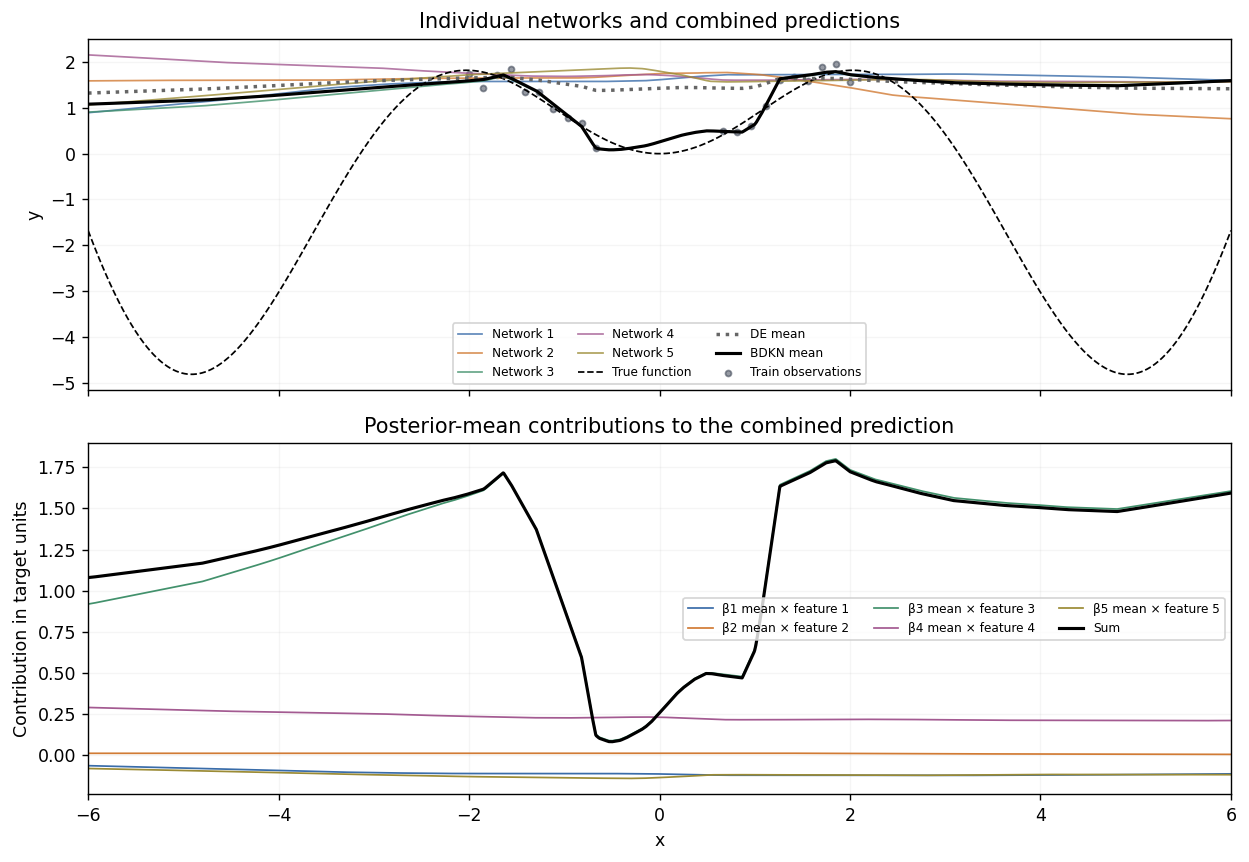 Individual networks and combined predictions
y
2
1
0
−1
−2
−3
−4
−5
Network 1
Network 2
Network 3
Network 4
Network 5
True function
DE mean
BDKN mean
Train observations
Posterior-mean contributions to the combined prediction
Contribution in target units
1.75
1.50
1.25
1.00
0.75
0.50
0.25
0.00
β1 mean × feature 1
β2 mean × feature 2
β3 mean × feature 3
β4 mean × feature 4
β5 mean × feature 5
Sum
−6 −4 −2 0 2 4 6
x